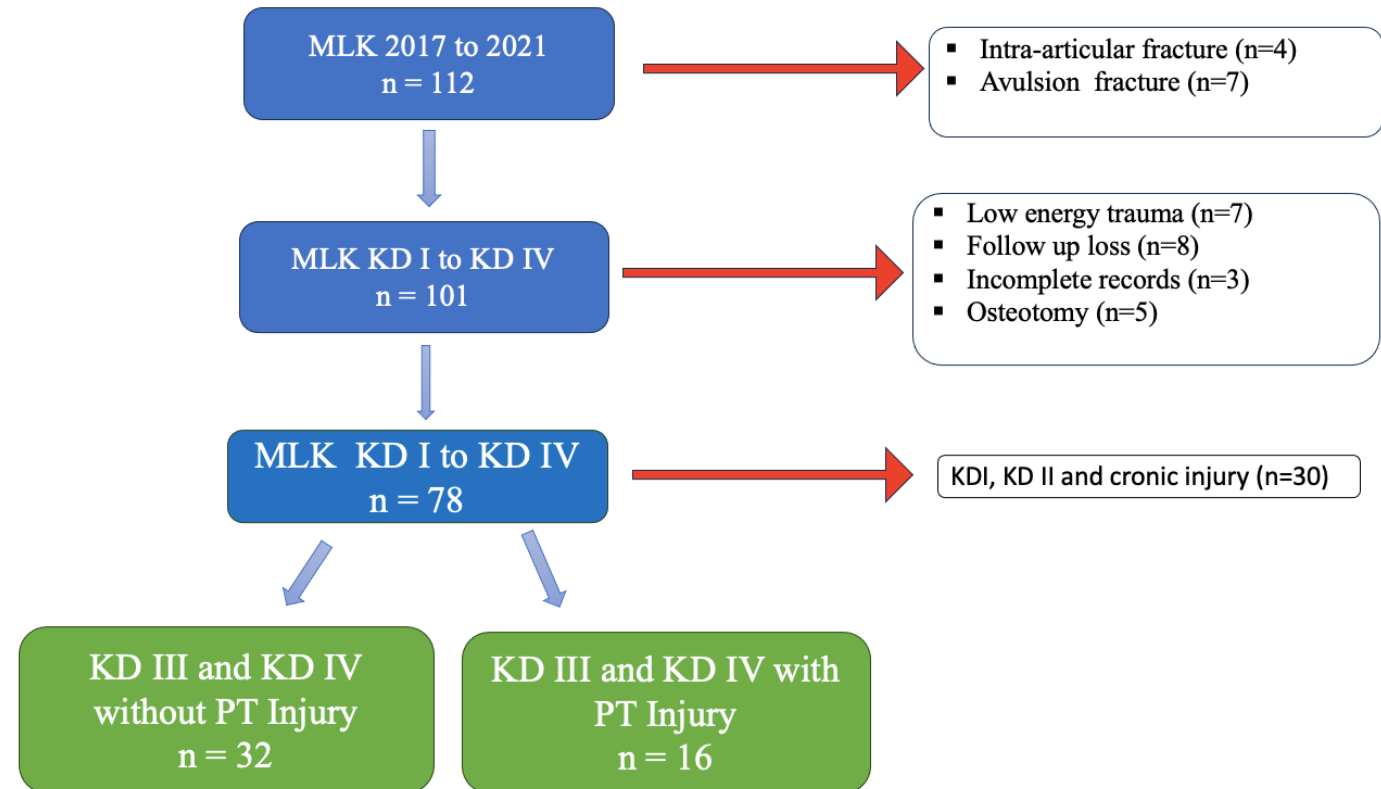 MLK 2017 to 2021
n = 112
▪ Intra-articular fracture (n=4)
▪ Avulsion fracture (n=7)
MLK KD I to KD IV
n = 101
▪ Low energy trauma (n=7)
▪ Follow up loss (n=8)
▪ Incomplete records (n=3)
▪ Osteotomy (n=5)
MLK KD I to KD IV
n = 78
KDI, KD II and cronic injury (n=30)
KD III and KD IV
without PT Injury
n = 32
KD III and KD IV with
PT Injury
n = 16